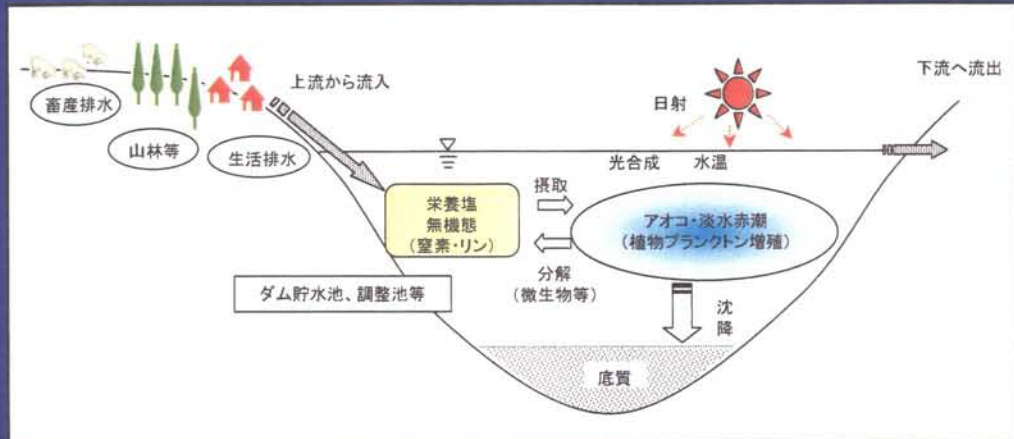 上流から流入
下流へ流出
日射
畜産排水
山林等
生活排水
光合成
水温
摂取
栄養塩
無機態
(窒素・リン)
アオコ・淡水赤潮
(植物プランクトン増殖)
分解
(微生物等)
ダム貯水池、調整池等
沈
降
底質